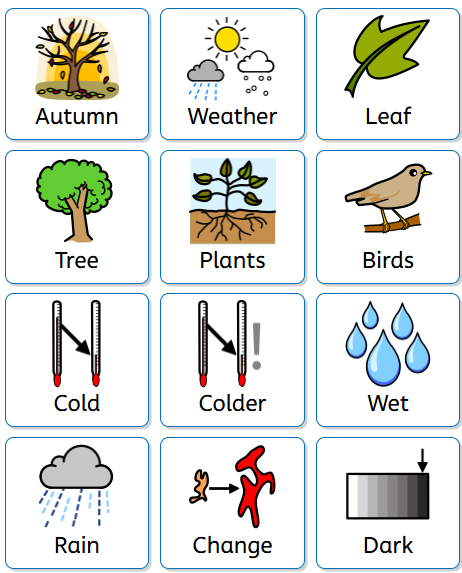 Autumn
Weather
Leaf
Tree
Plants
Birds
Cold
Colder
Wet
Rain
Change
Dark